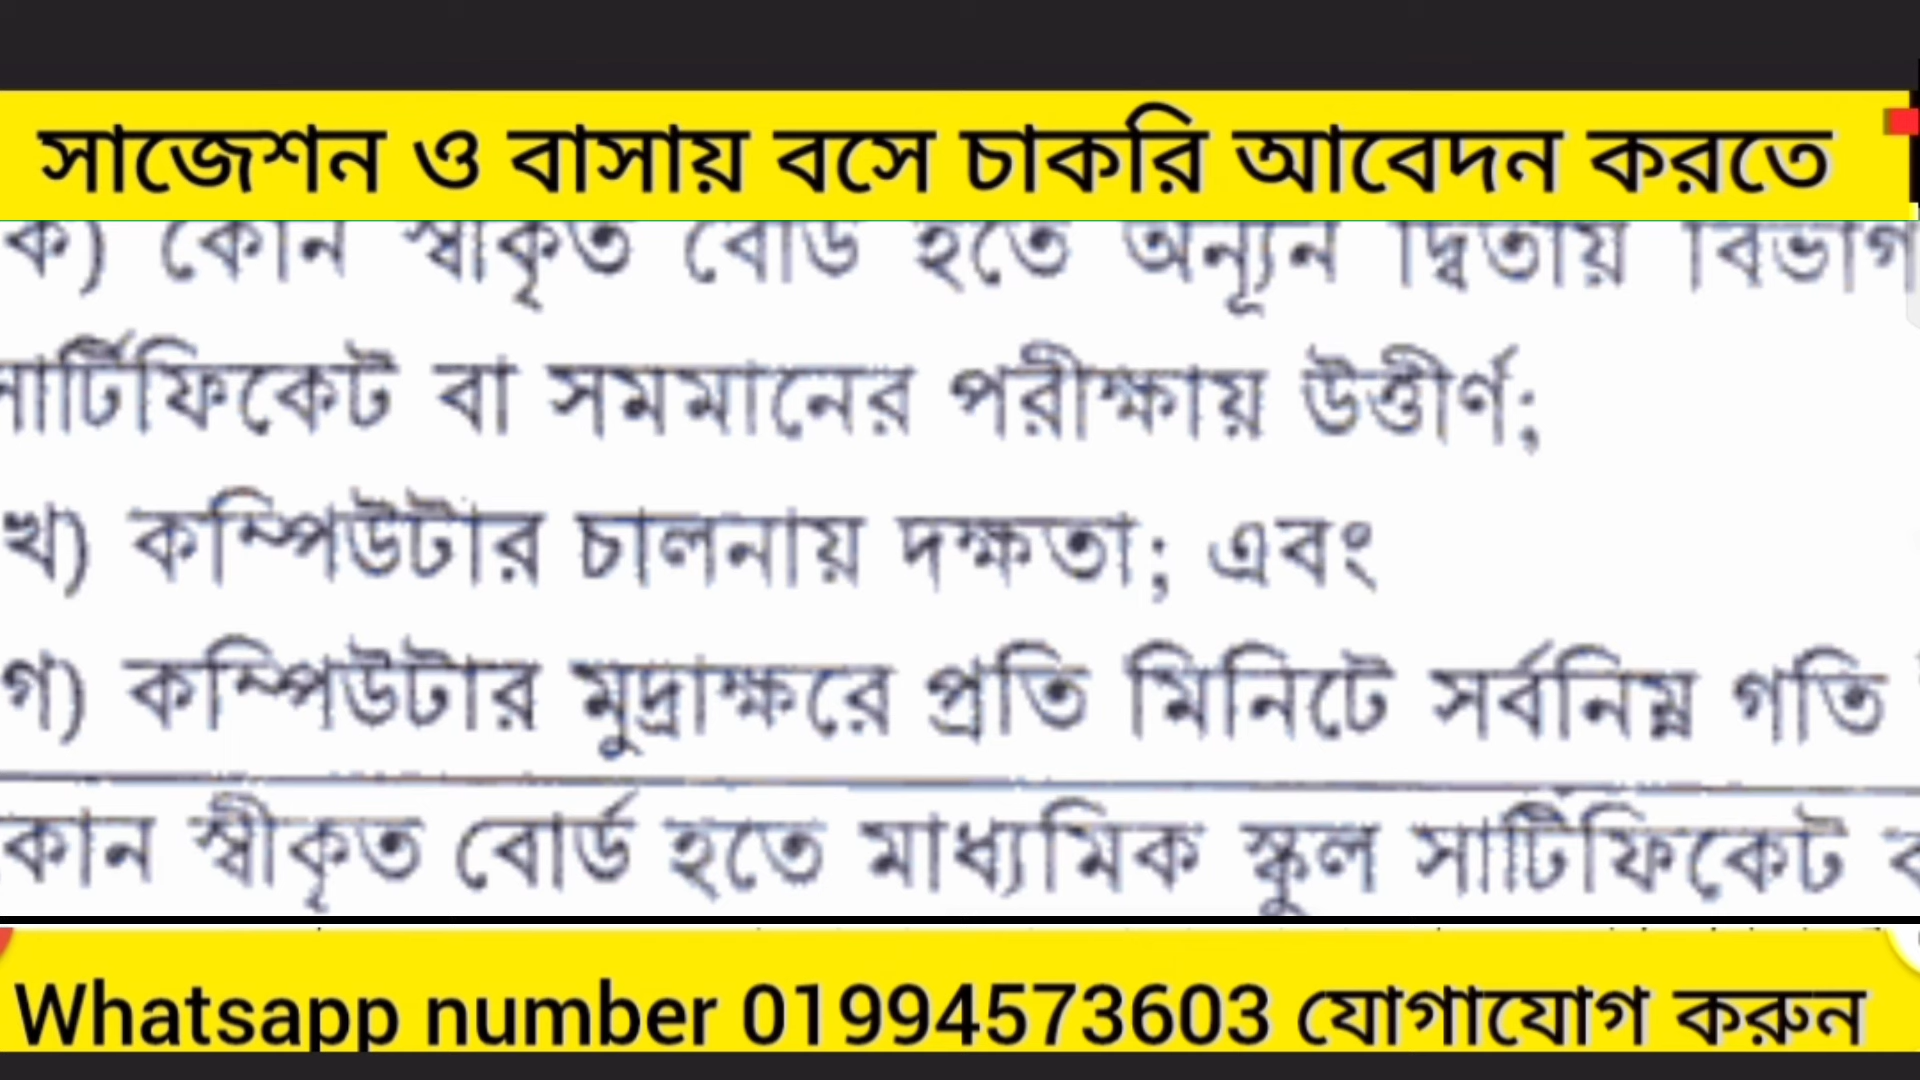 সাজেশন ও বাসায় বসে চাকরি আবেদন করতে
ক) কোন স্বীকৃত বোর্ড হতে অন্যূন দ্বিতীয় বিভাগ
সার্টিফিকেট বা সমমানের পরীক্ষায় উত্তীর্ণ;
খ) কম্পিউটার চালনায় দক্ষতা; এবং
গ) কম্পিউটার মুদ্রাক্ষরে প্রতি মিনিটে সর্বনিম্ন গতি
কোন স্বীকৃত বোর্ড হতে মাধ্যমিক স্কুল সার্টিফিকেট
Whatsapp number 01994573603 যোগাযোগ করুন